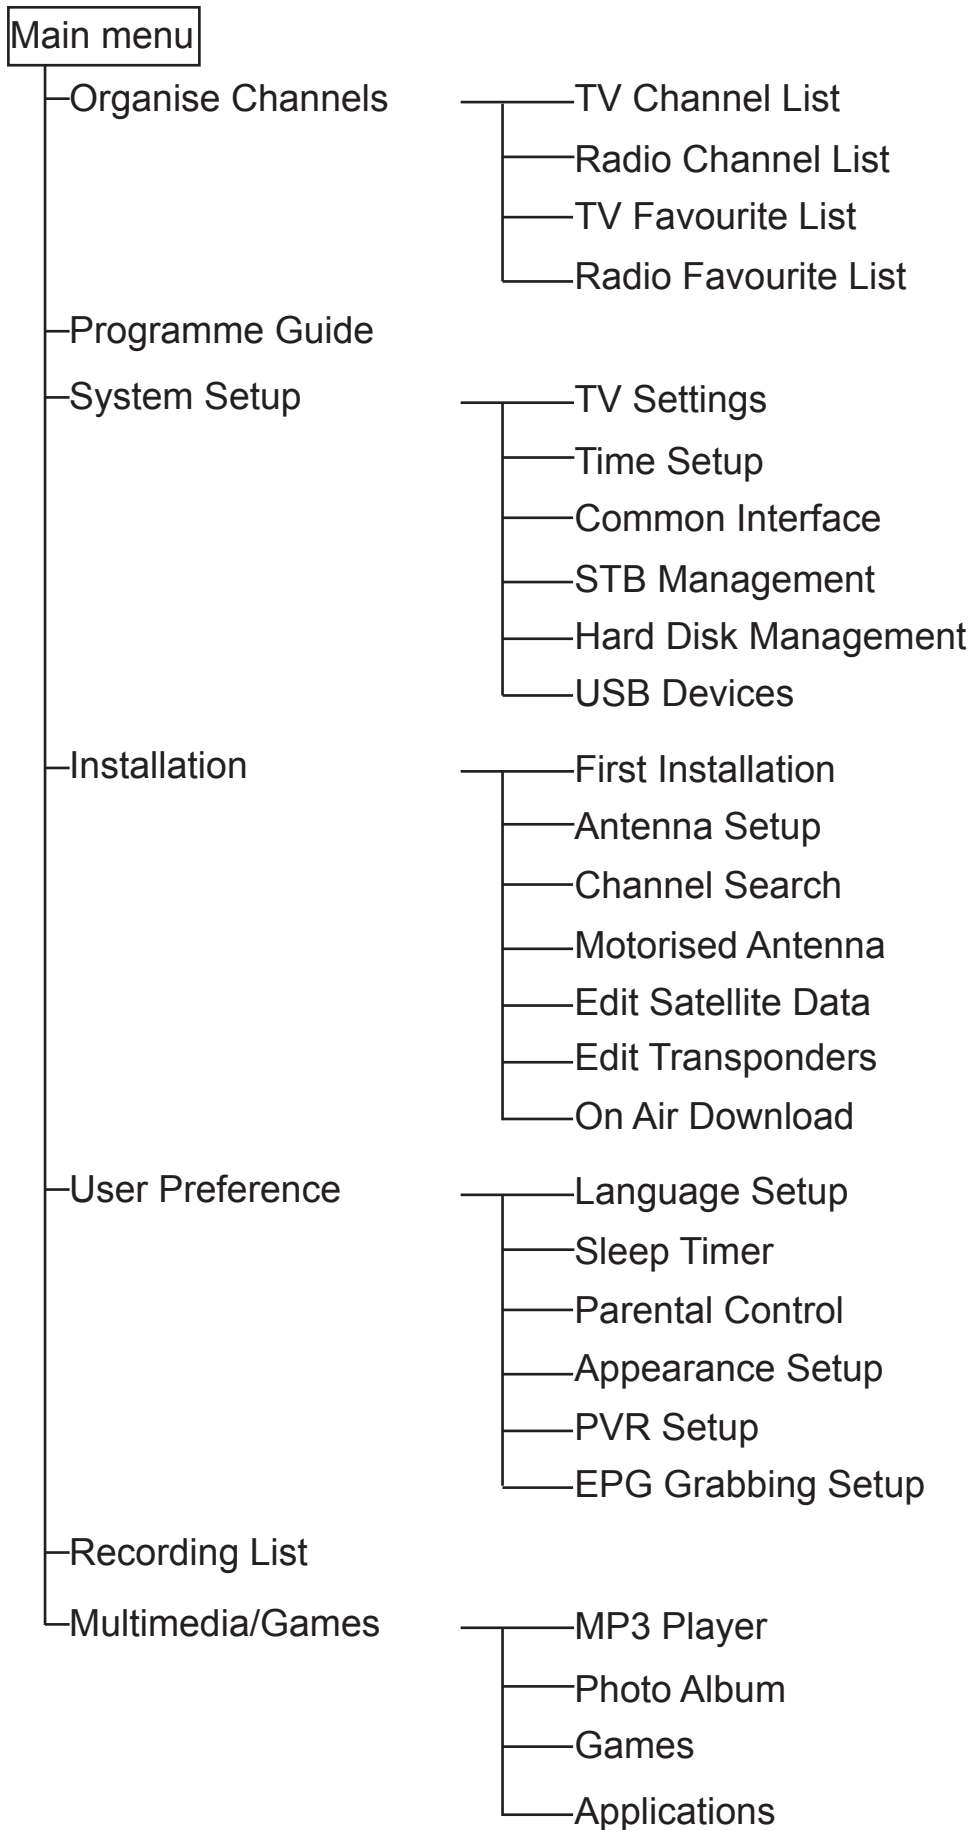 Main menu
Organise Channels
TV Channel List
Radio Channel List
TV Favourite List
Radio Favourite List
Programme Guide
System Setup
TV Settings
Time Setup
Common Interface
STB Management
Hard Disk Management
USB Devices
Installation
First Installation
Antenna Setup
Channel Search
Motorised Antenna
Edit Satellite Data
Edit Transponders
On Air Download
User Preference
Language Setup
Sleep Timer
Parental Control
Appearance Setup
PVR Setup
EPG Grabbing Setup
Recording List
Multimedia/Games
MP3 Player
Photo Album
Games
Applications